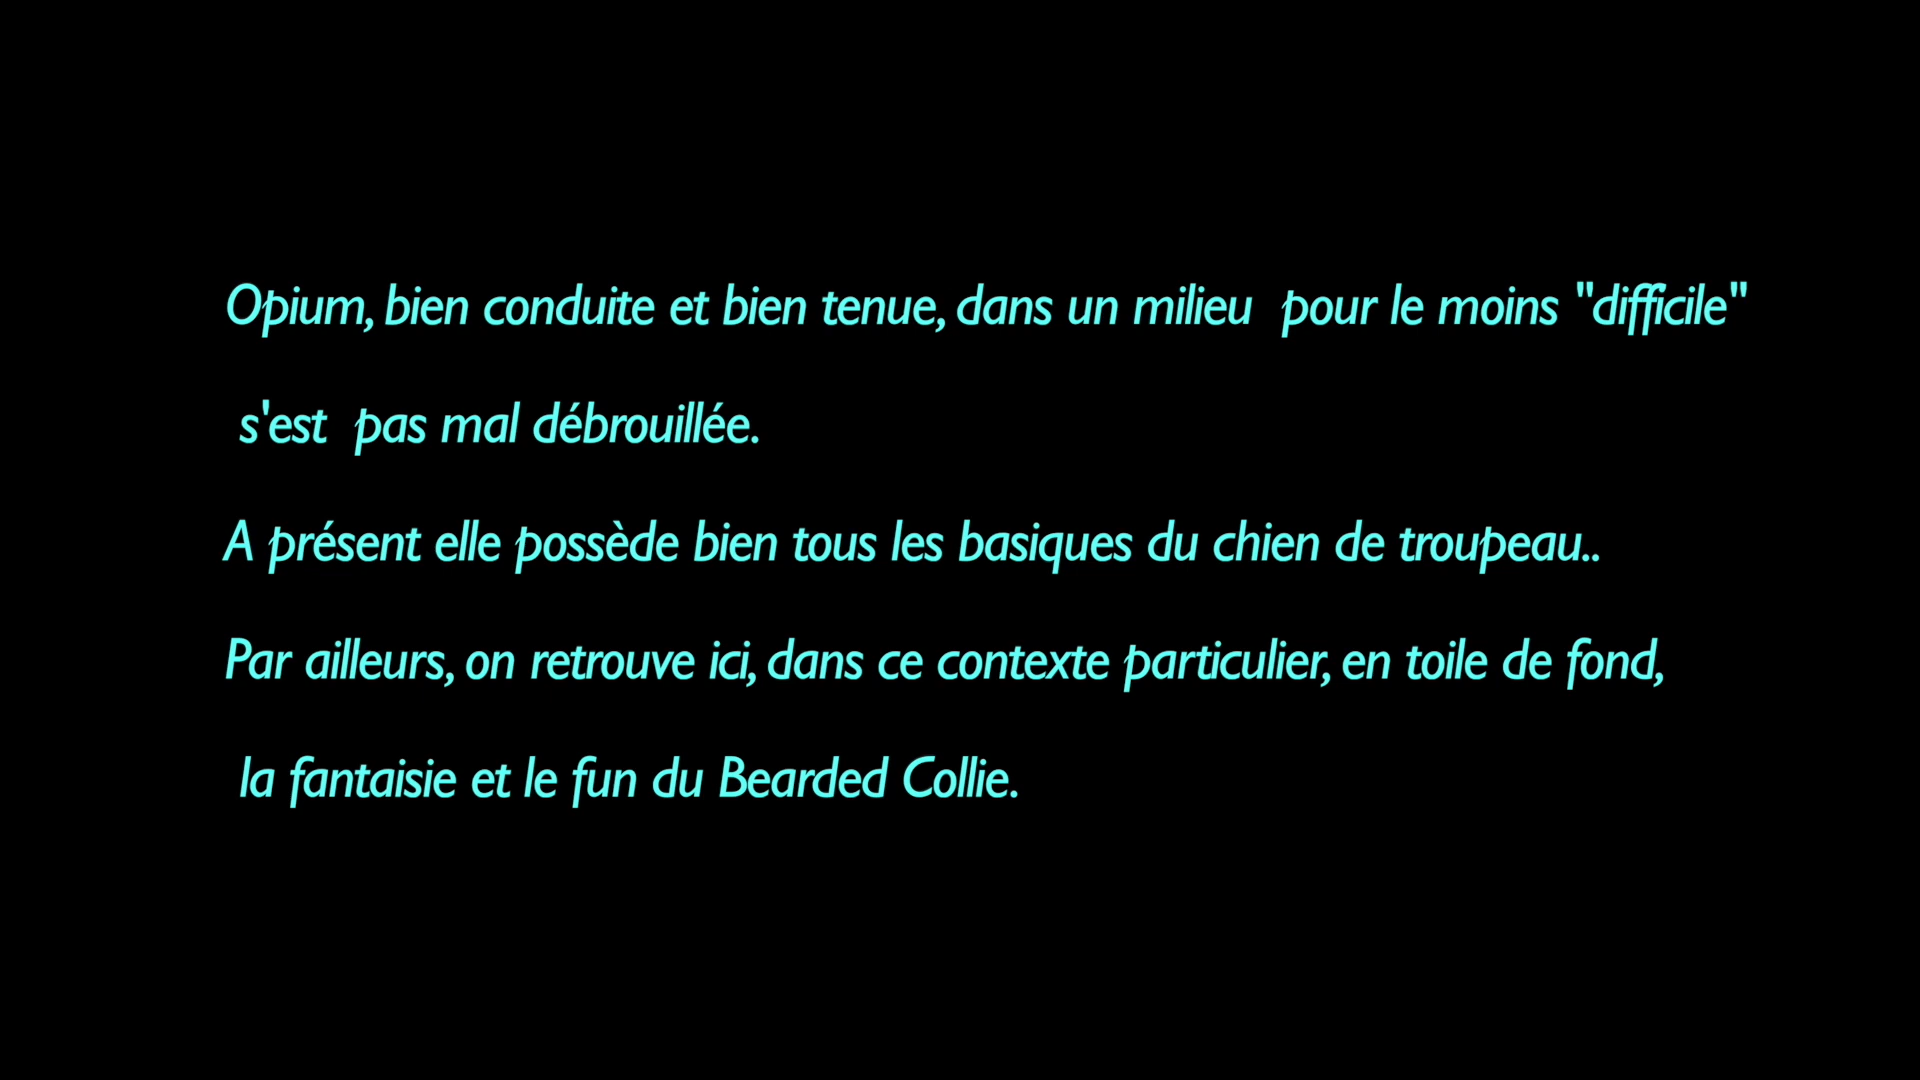 Opium, bien conduite et bien tenue, dans un milieu  pour le moins "difficile"
s'est  pas mal débrouillée.
A présent elle possède bien tous les basiques du chien de troupeau..
Par ailleurs, on retrouve ici, dans ce contexte particulier, en toile de fond,
la fantaisie et le fun du Bearded Collie.